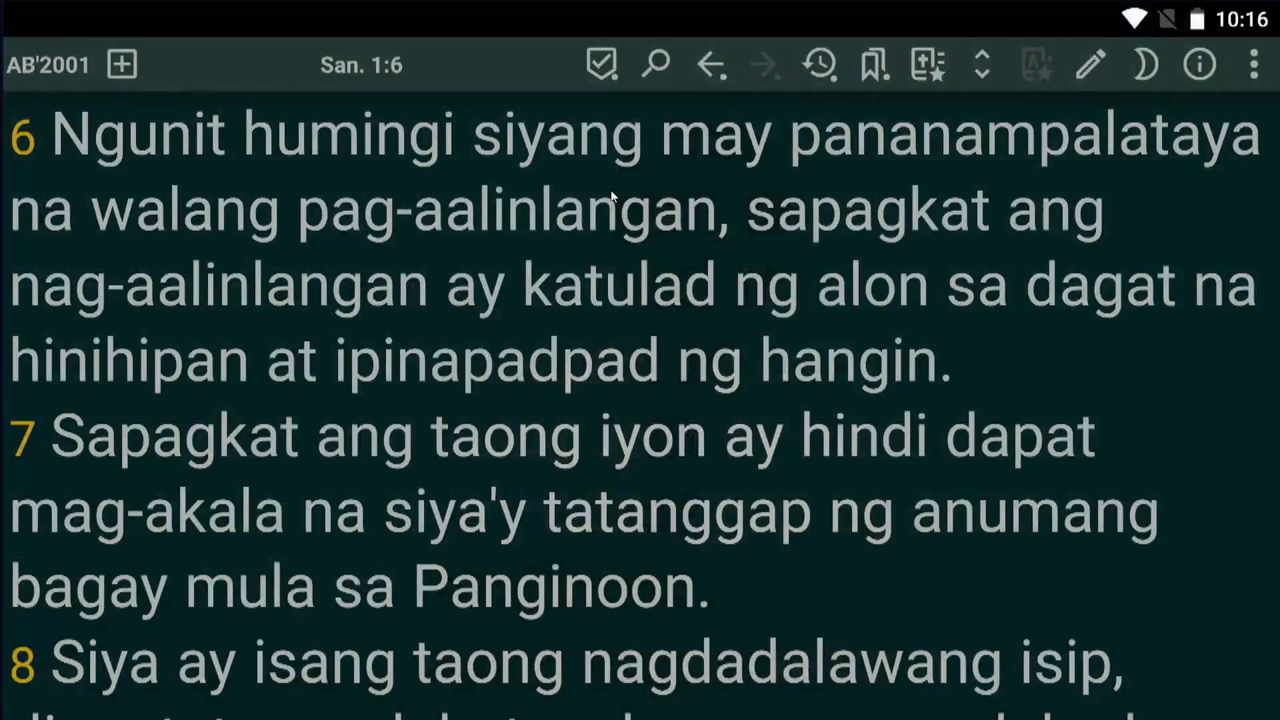 10:16
AB'2001 San. 1:6
6 Ngunit humingi siyang may pananampalataya
na walang pag-aalinlangan, sapagkat ang
nag-aalinlangan ay katulad ng alon sa dagat na
hinihipan at ipinapadpad ng hangin.
7 Sapagkat ang taong iyon ay hindi dapat
mag-akala na siya'y tatanggap ng anumang
bagay mula sa Panginoon.
8 Siya ay isang taong nagdadalawang isip,